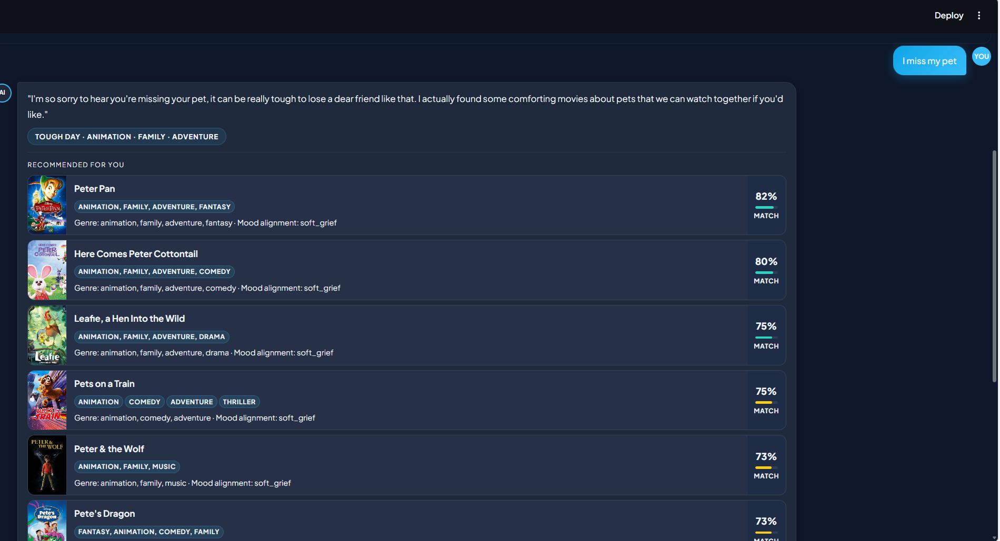 Deploy
I miss my pet
YOU
AI
"I'm so sorry to hear you're missing your pet, it can be really tough to lose a dear friend like that. I actually found some comforting movies about pets that we can watch together if you'd
like."
TOUGH DAY · ANIMATION · FAMILY · ADVENTURE
RECOMMENDED FOR YOU
Disney
PETER PAN
Peter Pan
ANIMATION, FAMILY, ADVENTURE, FANTASY
Genre: animation, family, adventure, fantasy · Mood alignment: soft_grief
82%
MATCH
HERE COMES
PETER
COTTONTAIL
Here Comes Peter Cottontail
ANIMATION, FAMILY, ADVENTURE, COMEDY
Genre: animation, family, adventure, comedy · Mood alignment: soft_grief
80%
MATCH
Leafie
Leafie, a Hen Into the Wild
ANIMATION, FAMILY, ADVENTURE, DRAMA
Genre: animation, family, adventure, drama · Mood alignment: soft_grief
75%
MATCH
PETS
TRAIN
Pets on a Train
ANIMATION COMEDY ADVENTURE THRILLER
Genre: animation, comedy, adventure · Mood alignment: soft_grief
75%
MATCH
PETER &
THE WOLF
Peter & the Wolf
ANIMATION, FAMILY, MUSIC
Genre: animation, family, music · Mood alignment: soft_grief
73%
MATCH
Disney
Pete's
Dragon
Pete's Dragon
FANTASY, ANIMATION, COMEDY, FAMILY
73%
MATCH